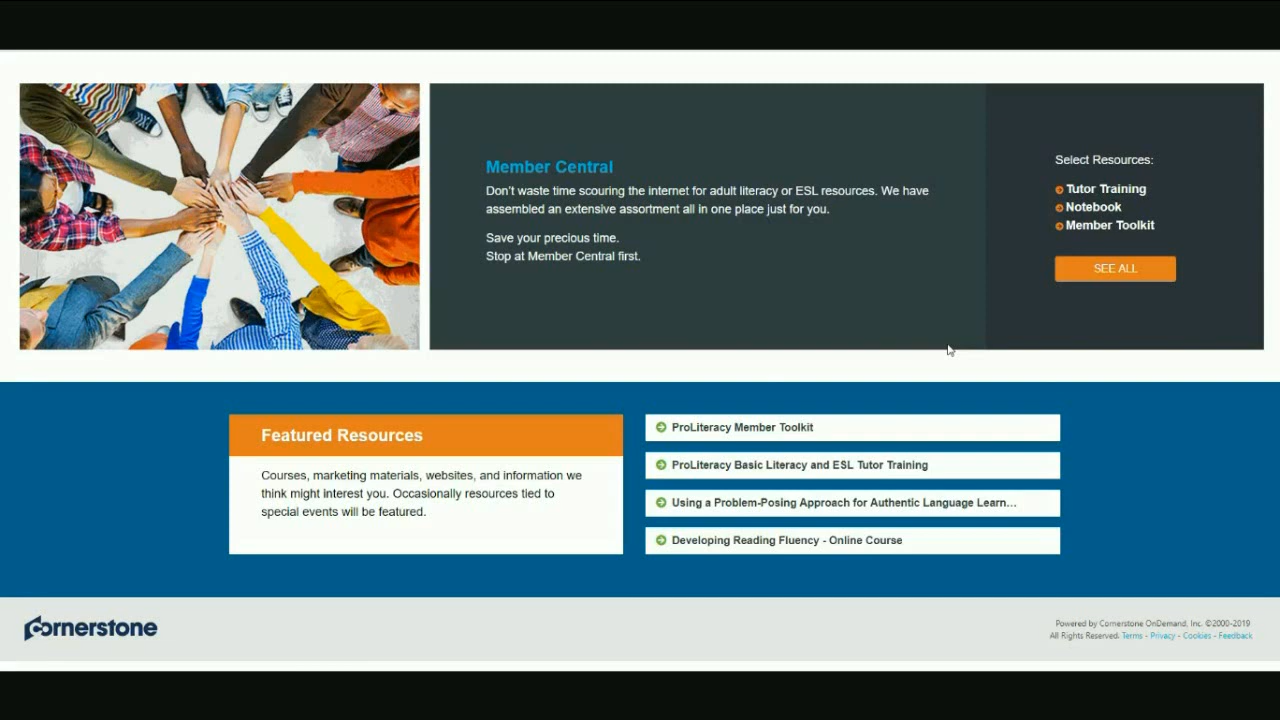 Member Central
Don't waste time scouring the internet for adult literacy or ESL resources. We have
assembled an extensive assortment all in one place just for you.
Save your precious time.
Stop at Member Central first.
Select Resources:
Tutor Training
Notebook
Member Toolkit
SEE ALL
Featured Resources
Courses, marketing materials, websites, and information we
think might interest you. Occasionally resources tied to
special events will be featured.
ProLiteracy Member Toolkit
ProLiteracy Basic Literacy and ESL Tutor Training
Using a Problem-Posing Approach for Authentic Language Learn...
Developing Reading Fluency - Online Course
cornerstone
Powered by Cornerstone OnDemand, Inc. ©2000-2019
All Rights Reserved. Terms - Privacy - Cookies - Feedback